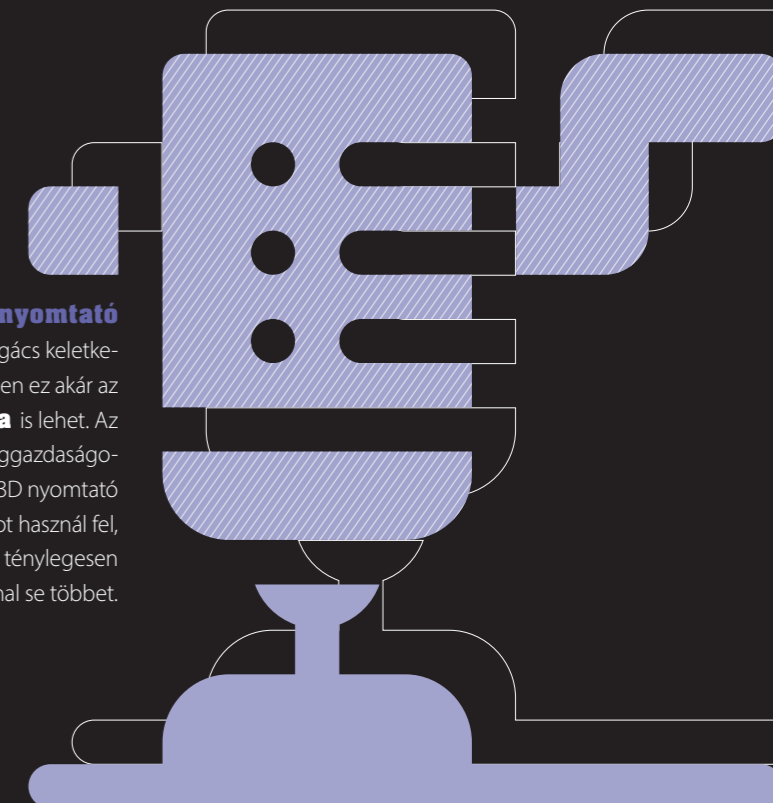 nyomtató
gács keletke-
en ez akár az
a is lehet. Az
ggazdaságo-
3D nyomtató
ot használ fel,
ténylegesen
nal se többet.